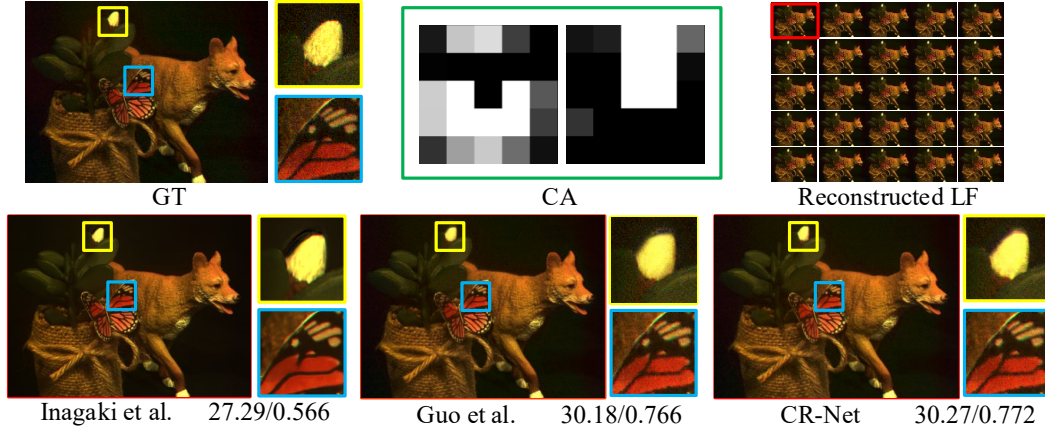 GT
CA
Reconstructed LF
Inagaki et al. 27.29/0.566
Guo et al. 30.18/0.766
CR-Net 30.27/0.772